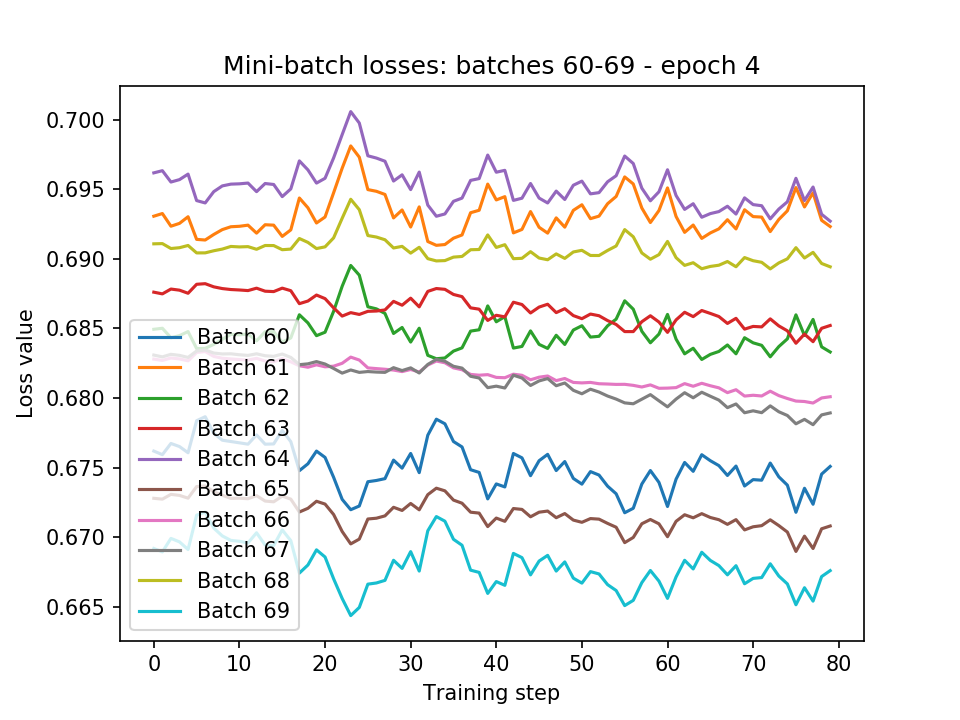 Mini-batch losses: batches 60-69 - epoch 4
Loss value
0.700
0.695
0.690
0.685
0.680
0.675
0.670
0.665
Batch 60
Batch 61
Batch 62
Batch 63
Batch 64
Batch 65
Batch 66
Batch 67
Batch 68
Batch 69
0 10 20 30 40 50 60 70 80
Training step